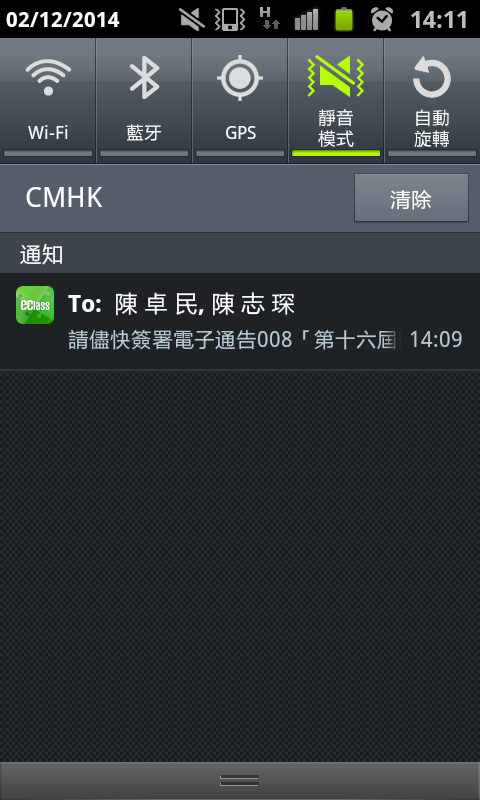 02/12/2014 H 14:11
Wi-Fi 藍牙 GPS 靜音模式 自動旋轉
CMHK 清除
通知
eClass To: 陳 卓 民, 陳 志 琛
請儘快簽署電子通告008「第十六屆 14:09